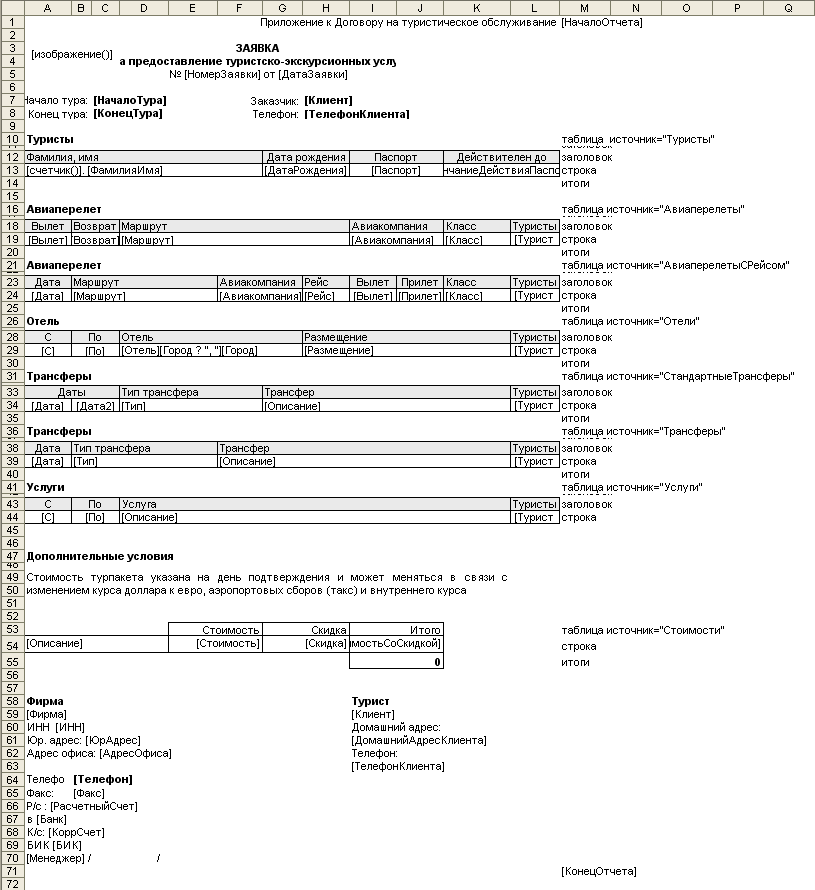 A B C D E F G H I J K L M N O P Q
1 Приложение к Договору на туристическое обслуживание [НачалоОтчета]
2
3 [изображение()] ЗАЯВКА
4 а предоставление туристско-экскурсионных услу
5 № [НомерЗаявки] от [ДатаЗаявки]
6
7 Начало тура: [НачалоТура] Заказчик: [Клиент]
8 Конец тура: [КонецТура] Телефон: [ТелефонКлиента]
9
10 Туристы таблица источник="Туристы"
12 Фамилия, имя Дата рождения Паспорт Действителен до заголовок
13 [счетчик()]. [ФамилияИмя] [ДатаРождения] [Паспорт] нчаниеДействияПаспо строка
14 итоги
15
16 Авиаперелет таблица источник="Авиаперелеты"
18 Вылет Возврат Маршрут Авиакомпания Класс Туристы заголовок
19 [Вылет] [Возврат] [Маршрут] [Авиакомпания] [Класс] [Турист строка
20 итоги
21 Авиаперелет таблица источник="АвиаперелетыСРейсом"
23 Дата Маршрут Авиакомпания Рейс Вылет Прилет Класс Туристы заголовок
24 [Дата] [Маршрут] [Авиакомпания] [Рейс] [Вылет] [Прилет] [Класс] [Турист строка
25 итоги
26 Отель таблица источник="Отели"
28 С По Отель Размещение Туристы заголовок
29 [С] [По] [Отель][Город ? ", "][Город] [Размещение] [Турист строка
30 итоги
31 Трансферы таблица источник="СтандартныеТрансферы"
33 Даты Тип трансфера Трансфер Туристы заголовок
34 [Дата] [Дата2] [Тип] [Описание] [Турист строка
35 итоги
36 Трансферы таблица источник="Трансферы"
38 Дата Тип трансфера Трансфер Туристы заголовок
39 [Дата] [Тип] [Описание] [Турист строка
40 итоги
41 Услуги таблица источник="Услуги"
43 С По Услуга Туристы заголовок
44 [С] [По] [Описание] [Турист строка
45
46
47 Дополнительные условия
48
49 Стоимость турпакета указана на день подтверждения и может меняться в связи с
50 изменением курса доллара к евро, аэропортовых сборов (такс) и внутреннего курса
51
52
53 Стоимость Скидка Итого таблица источник="Стоимости"
54 [Описание] [Стоимость] [Скидка] мостьСоСкидкой] строка
55 0 итоги
56
57
58 Фирма Турист
59 [Фирма] [Клиент]
60 ИНН [ИНН] Домашний адрес:
61 Юр. адрес: [ЮрАдрес] [ДомашнийАдресКлиента]
62 Адрес офиса: [АдресОфиса] Телефон:
63 [ТелефонКлиента]
64 Телефо [Телефон]
65 Факс: [Факс]
66 Р/с : [РасчетныйСчет]
67 в [Банк]
68 К/с: [КоррСчет]
69 БИК [БИК]
70 [Менеджер] / /
71 [КонецОтчета]
72